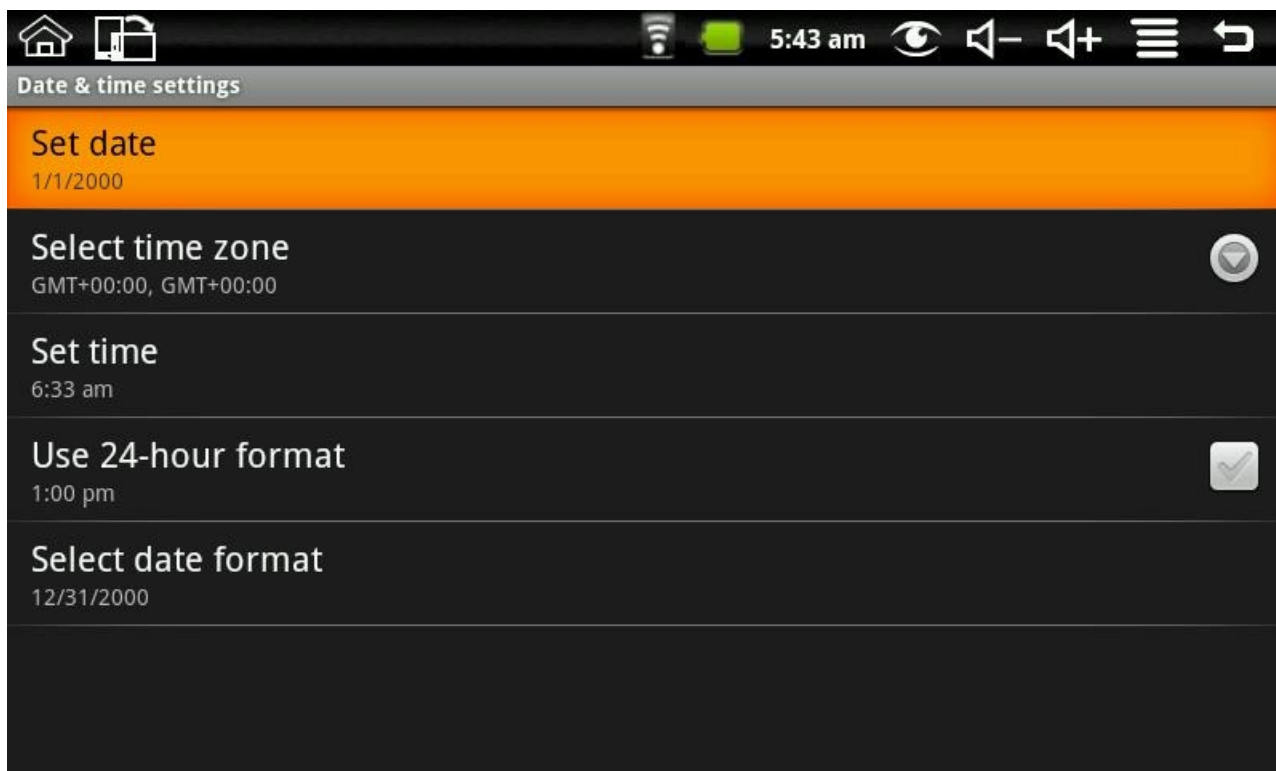 5:43 am
Date & time settings
Set date
1/1/2000
Select time zone
GMT+00:00, GMT+00:00
Set time
6:33 am
Use 24-hour format
1:00 pm
Select date format
12/31/2000